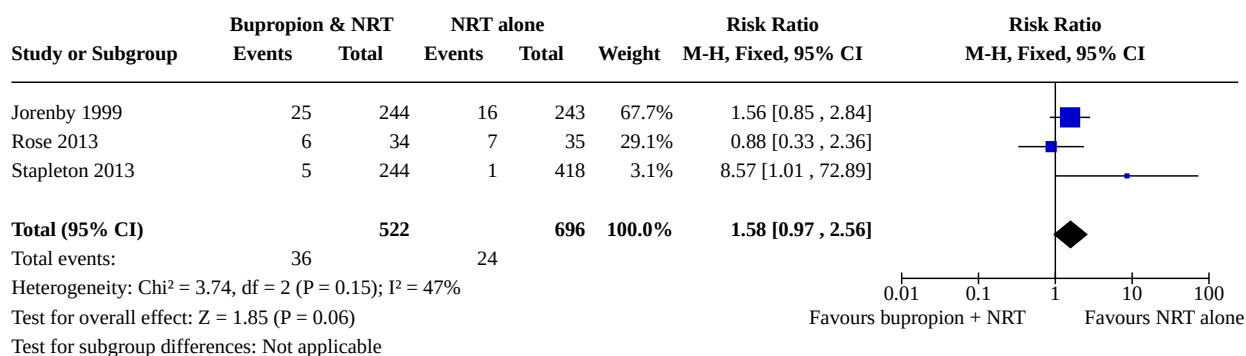 Bupropion & NRT NRT alone Risk Ratio Risk Ratio
Study or Subgroup Events Total Events Total Weight M-H, Fixed, 95% CI M-H, Fixed, 95% CI
Jorenby 1999 25 244 16 243 67.7% 1.56 [0.85 , 2.84]
Rose 2013 6 34 7 35 29.1% 0.88 [0.33 , 2.36]
Stapleton 2013 5 244 1 418 3.1% 8.57 [1.01 , 72.89]
Total (95% CI) 522 696 100.0% 1.58 [0.97 , 2.56]
Total events: 36 24
Heterogeneity: Chi² = 3.74, df = 2 (P = 0.15); I² = 47%
0.01 0.1 1 10 100
Test for overall effect: Z = 1.85 (P = 0.06) Favours bupropion + NRT Favours NRT alone
Test for subgroup differences: Not applicable